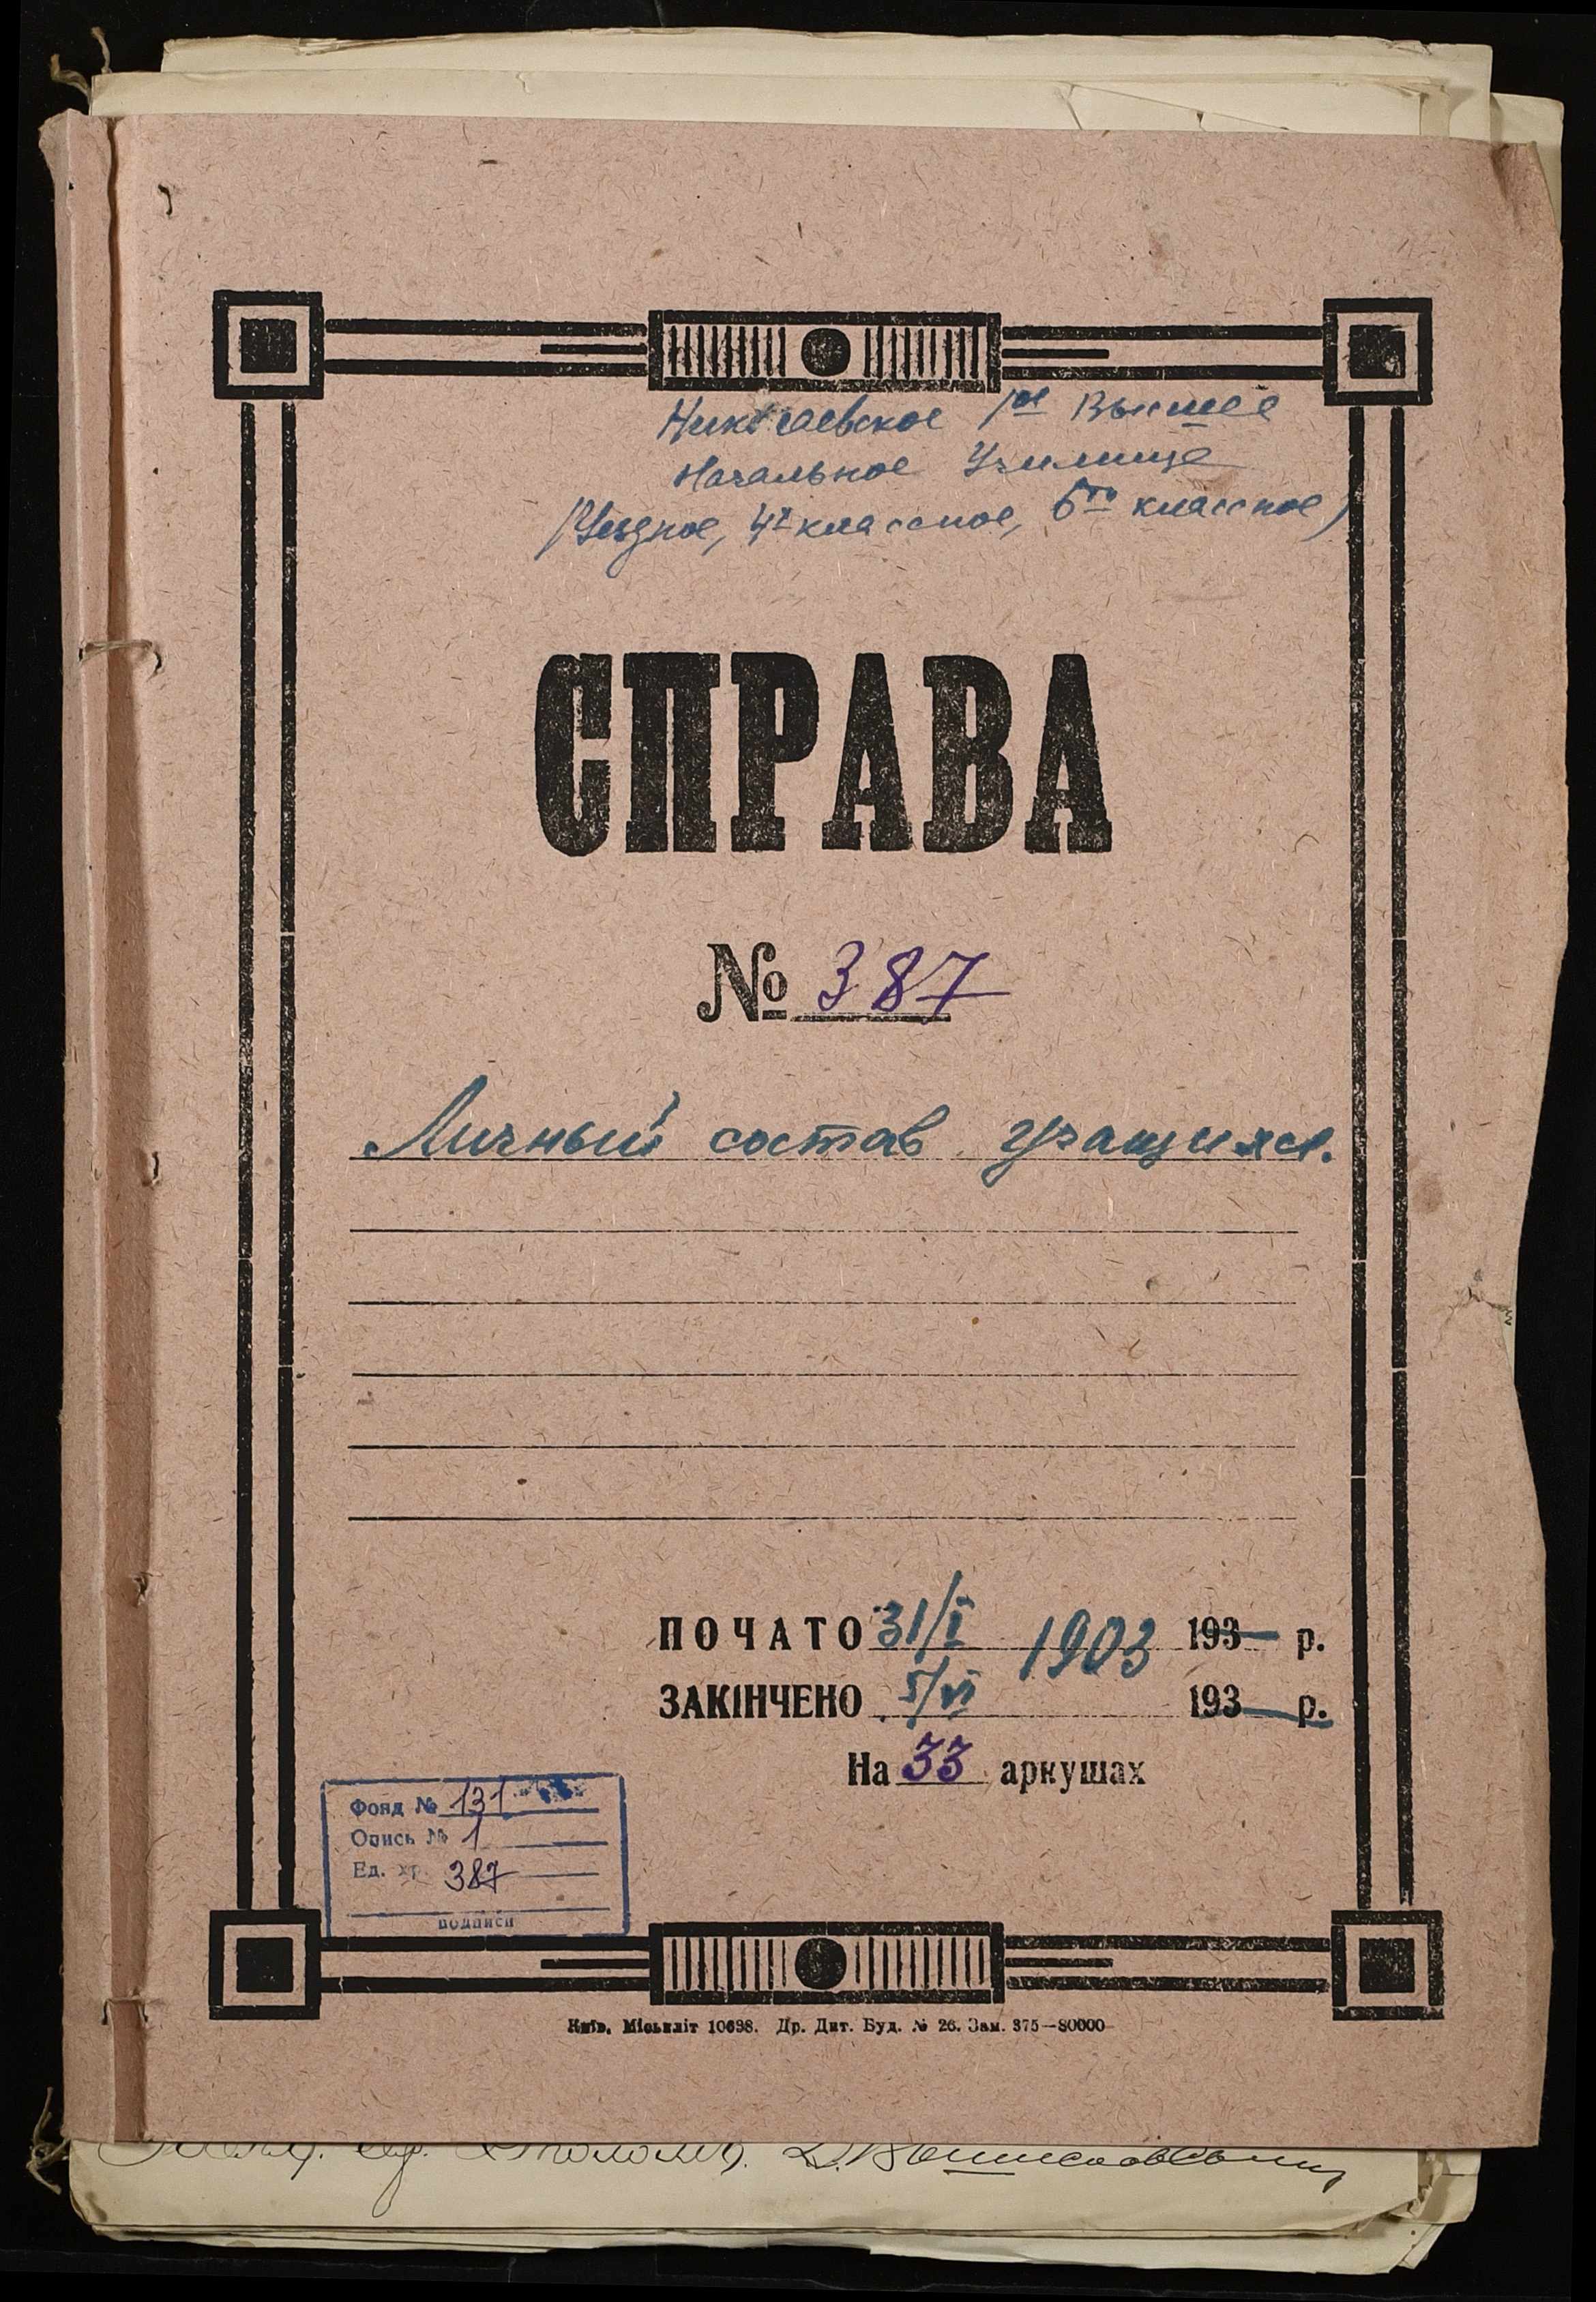 Николаевское 1ое Высшее
Начальное Училище
(Уездное, 4х классное, 6ти классное)
СПРАВА
№ 387
Личный состав учащихся.
ПОЧАТО 31/I 1903 193 р.
ЗАКІНЧЕНО 5/VI 193 р.
На 33 аркушах
Фонд № 131
Опись № 1
Ед. хр. 387
подписи
Київ. Міськліт 10698. Др. Дит. Буд. № 26. Зам. 375—80000